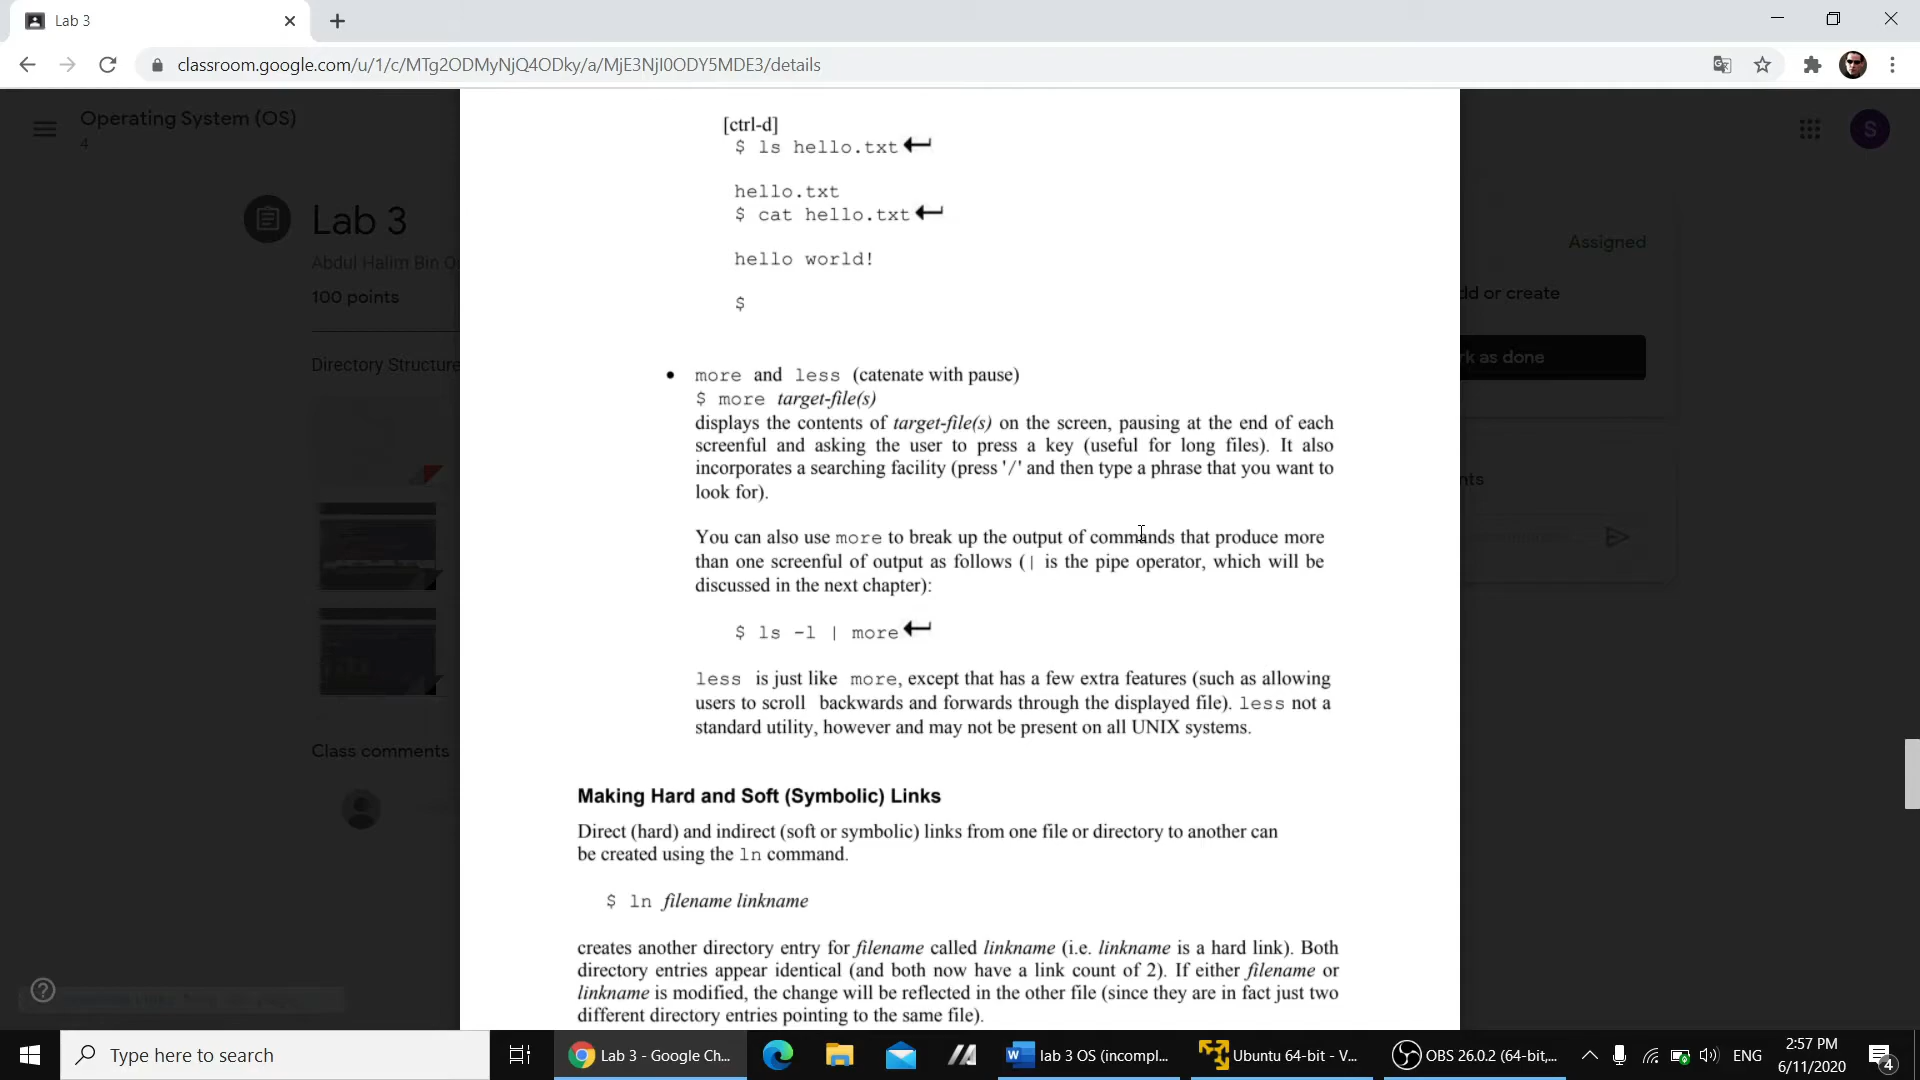 Lab 3
classroom.google.com/u/1/c/MTg2ODMyNjQ4ODky/a/MjE3NjI0ODY5MDE3/details
Operating System (OS)
4
S
Lab 3
Abdul Halim Bin O
100 points
Directory Structure
Class comments
Assigned
dd or create
rk as done
nts
[ctrl-d]
$ ls hello.txt
hello.txt
$ cat hello.txt
hello world!
$
• more and less (catenate with pause)
$ more target-file(s)
displays the contents of target-file(s) on the screen, pausing at the end of each
screenful and asking the user to press a key (useful for long files). It also
incorporates a searching facility (press '/' and then type a phrase that you want to
look for).
You can also use more to break up the output of commands that produce more
than one screenful of output as follows (| is the pipe operator, which will be
discussed in the next chapter):
$ ls -l | more
less is just like more, except that has a few extra features (such as allowing
users to scroll backwards and forwards through the displayed file). less not a
standard utility, however and may not be present on all UNIX systems.
Making Hard and Soft (Symbolic) Links
Direct (hard) and indirect (soft or symbolic) links from one file or directory to another can
be created using the ln command.
$ ln filename linkname
creates another directory entry for filename called linkname (i.e. linkname is a hard link). Both
directory entries appear identical (and both now have a link count of 2). If either filename or
linkname is modified, the change will be reflected in the other file (since they are in fact just two
different directory entries pointing to the same file).
Type here to search
Lab 3 - Google Ch...
lab 3 OS (incompl...
Ubuntu 64-bit - V...
OBS 26.0.2 (64-bit,...
ENG
2:57 PM
6/11/2020
4